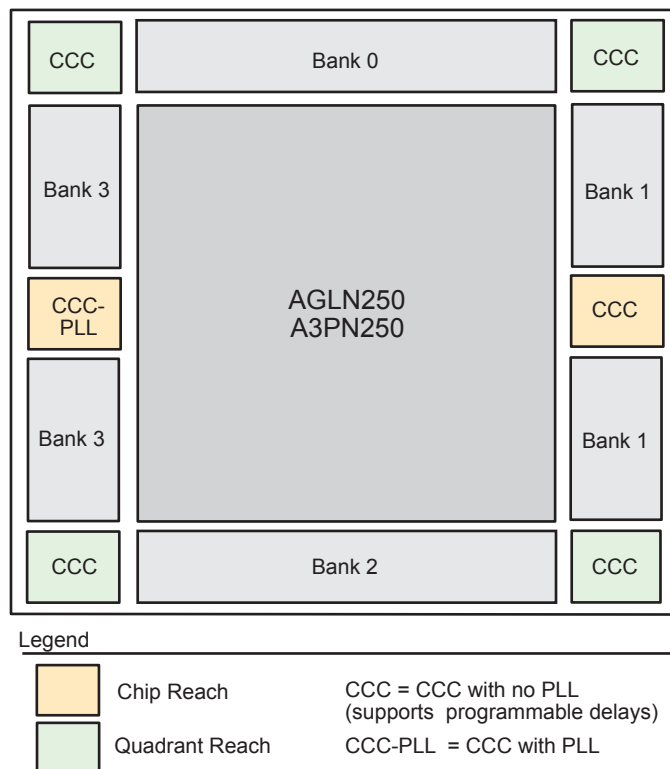 CCC
Bank 0
CCC
Bank 3
Bank 1
AGLN250
A3PN250
CCC-
PLL
CCC
Bank 3
Bank 1
CCC
Bank 2
CCC
Legend
Chip Reach
CCC = CCC with no PLL
(supports programmable delays)
Quadrant Reach
CCC-PLL = CCC with PLL